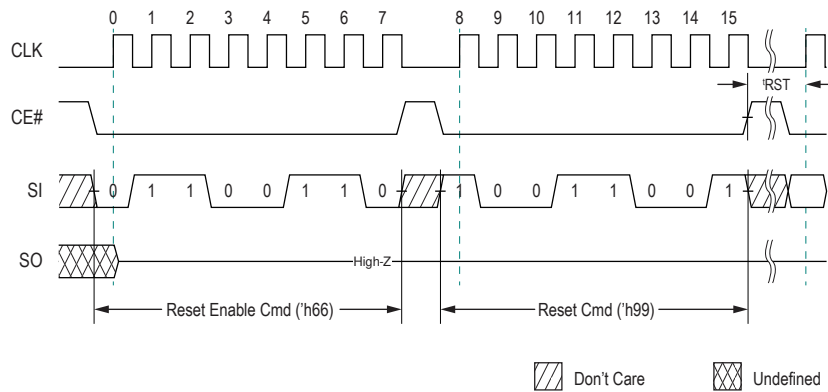 0 1 2 3 4 5 6 7 8 9 10 11 12 13 14 15
CLK
tRST
CE#
SI 0 1 1 0 0 1 1 0 1 0 0 1 1 0 0 1
SO
High-Z
Reset Enable Cmd ('h66) Reset Cmd ('h99)
Don't Care Undefined